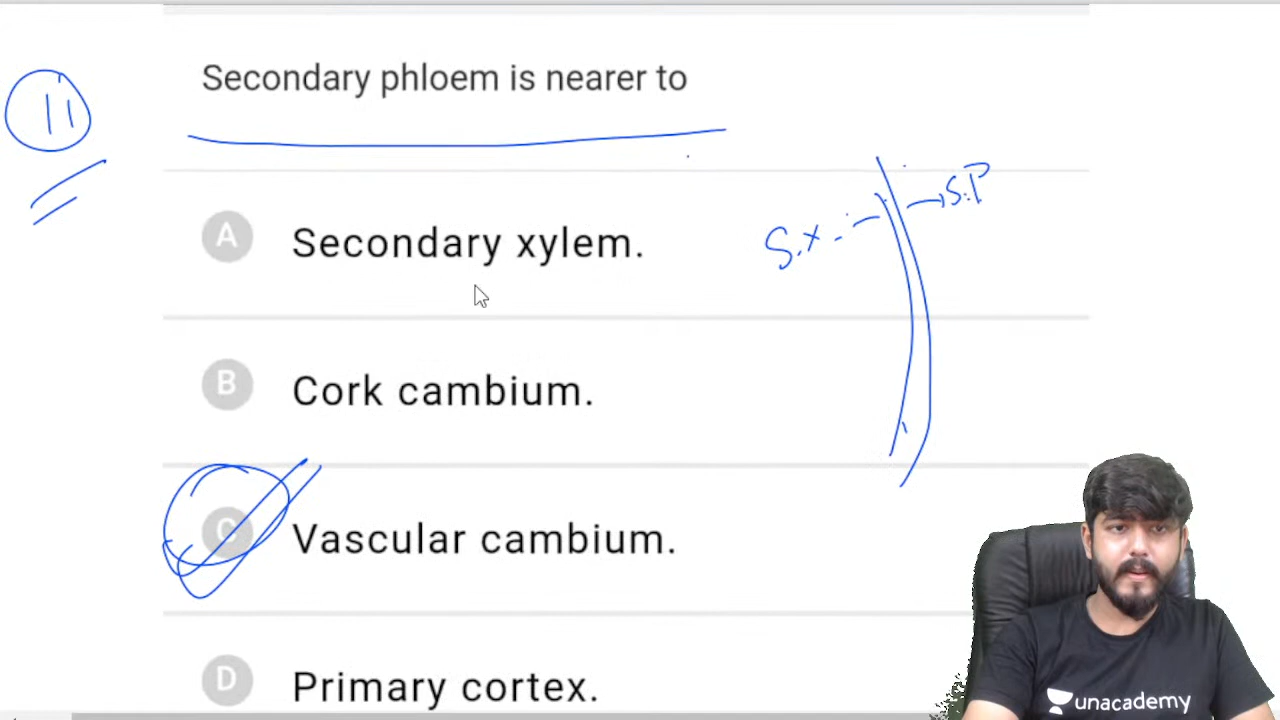 11
Secondary phloem is nearer to
S.P
S.X.
A
Secondary xylem.
B
Cork cambium.
C
Vascular cambium.
D
Primary cortex.
unacademy